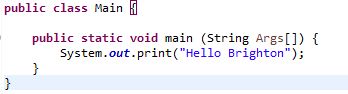 public class Main {
public static void main (String Args[]) {
System.out.print("Hello Brighton");
}
}